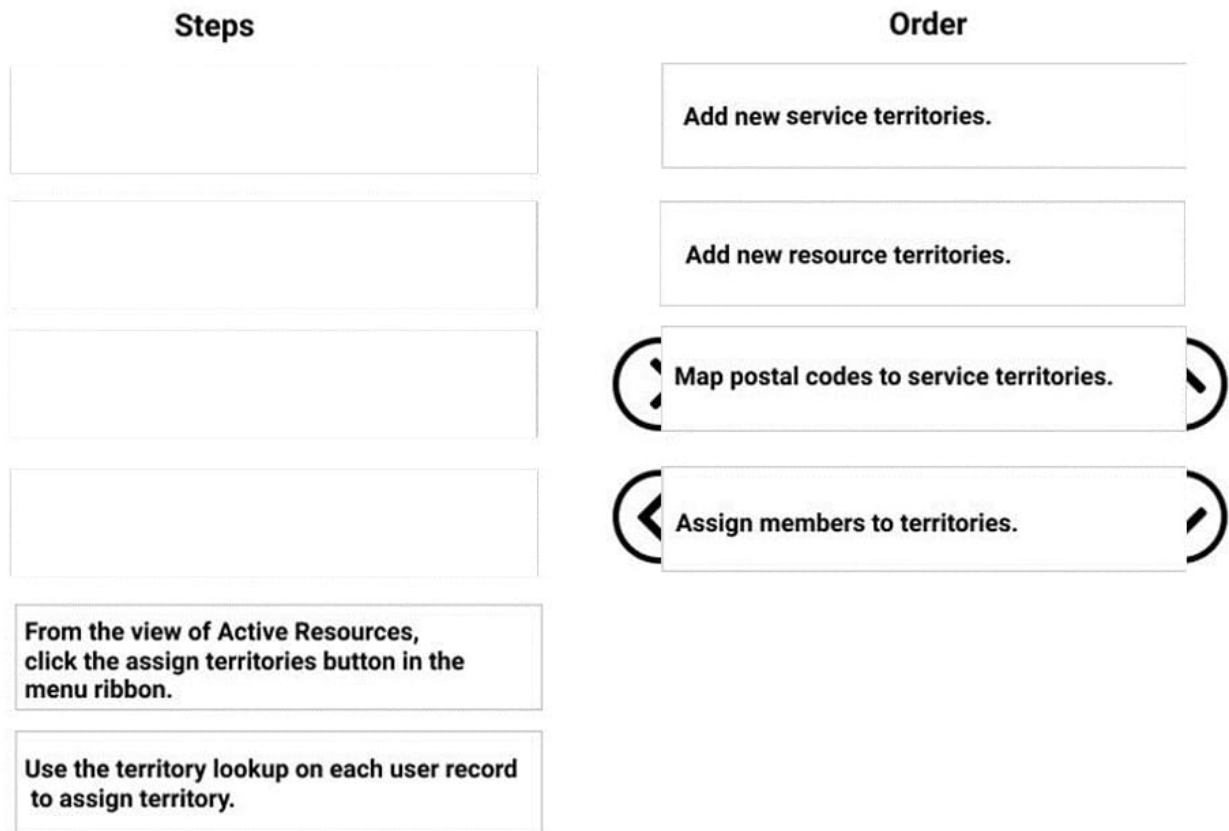 Steps
Order
Add new service territories.
Add new resource territories.
Map postal codes to service territories.
Assign members to territories.
From the view of Active Resources,
click the assign territories button in the
menu ribbon.
Use the territory lookup on each user record
to assign territory.